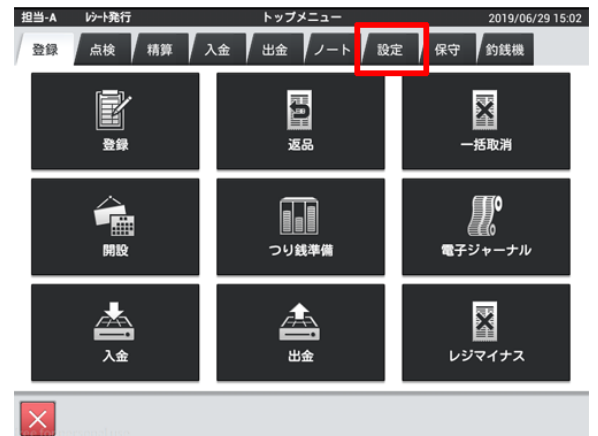 担当-A ﾚｼｰﾄ発行 トップメニュー 2019/06/29 15:02
登録 点検 精算 入金 出金 ノート 設定 保守 釣銭機
登録 返品 一括取消
開設 つり銭準備 電子ジャーナル
入金 出金 レジマイナス